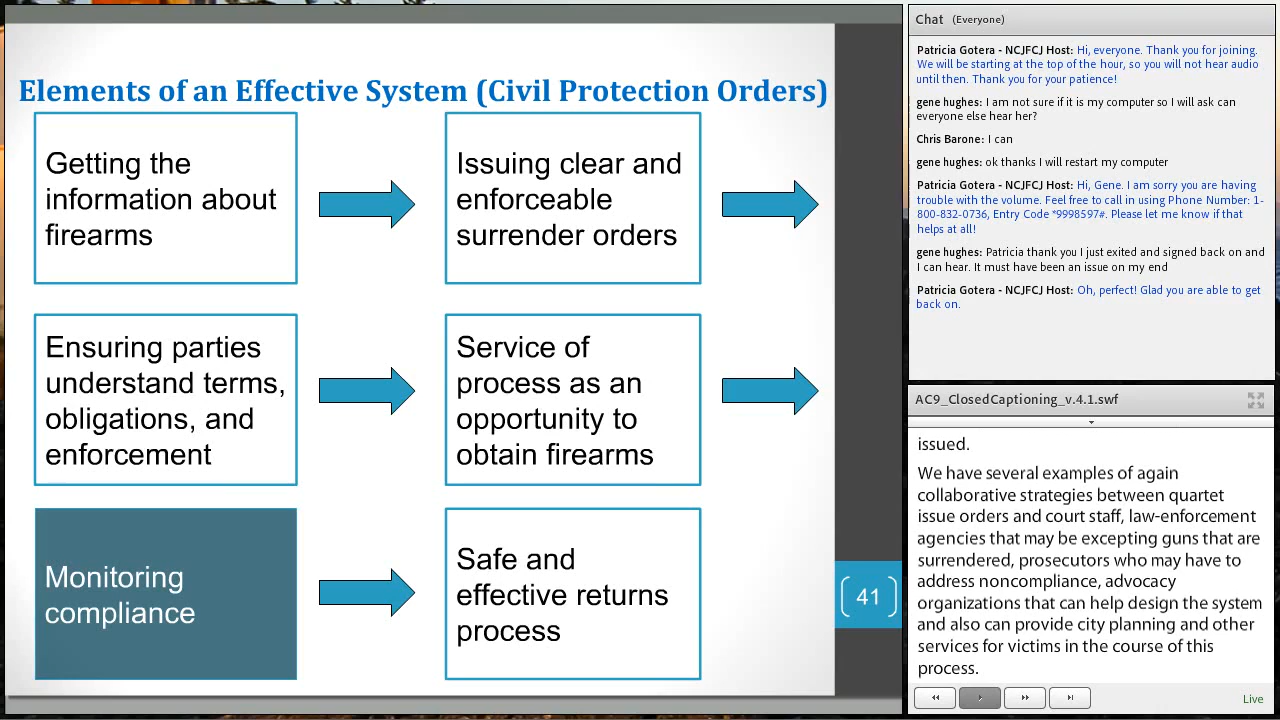 Elements of an Effective System (Civil Protection Orders)
Getting the
information about
firearms
Issuing clear and
enforceable
surrender orders
Ensuring parties
understand terms,
obligations, and
enforcement
Service of
process as an
opportunity to
obtain firearms
Monitoring
compliance
Safe and
effective returns
process
41
Chat (Everyone)
Patricia Gotera - NCJFCJ Host: Hi, everyone. Thank you for joining.
We will be starting at the top of the hour, so you will not hear audio
until then. Thank you for your patience!
gene hughes: I am not sure if it is my computer so I will ask can
everyone else hear her?
Chris Barone: I can
gene hughes: ok thanks I will restart my computer
Patricia Gotera - NCJFCJ Host: Hi, Gene. I am sorry you are having
trouble with the volume. Feel free to call in using Phone Number: 1-
800-832-0736, Entry Code *9998597#. Please let me know if that
helps at all!
gene hughes: Patricia thank you I just exited and signed back on and
I can hear. It must have been an issue on my end
Patricia Gotera - NCJFCJ Host: Oh, perfect! Glad you are able to get
back on.
AC9_ClosedCaptioning_v.4.1.swf
issued.
We have several examples of again
collaborative strategies between quartet
issue orders and court staff, law-enforcement
agencies that may be excepting guns that are
surrendered, prosecutors who may have to
address noncompliance, advocacy
organizations that can help design the system
and also can provide city planning and other
services for victims in the course of this
process.
Live